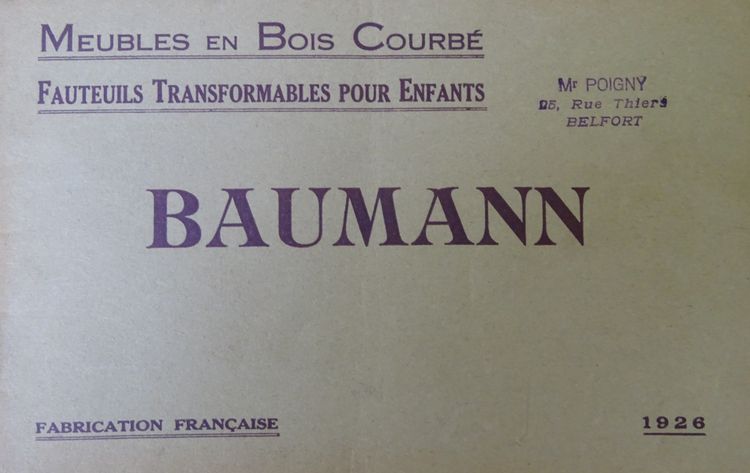 MEUBLES EN BOIS COURBÉ
FAUTEUILS TRANSFORMABLES POUR ENFANTS
Mr POIGNY
25, Rue Thiers
BELFORT
BAUMANN
FABRICATION FRANÇAISE
1926